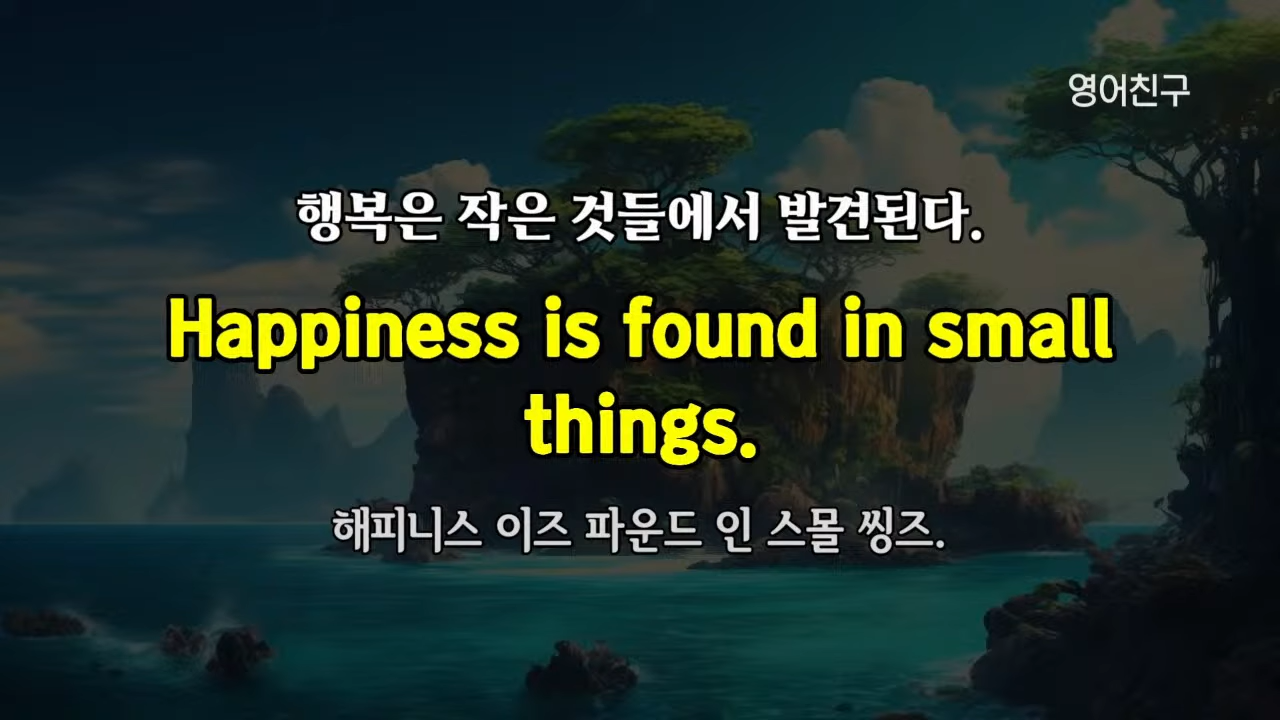 영어친구
행복은 작은 것들에서 발견된다.
Happiness is found in small
things.
해피니스 이즈 파운드 인 스몰 씽즈.